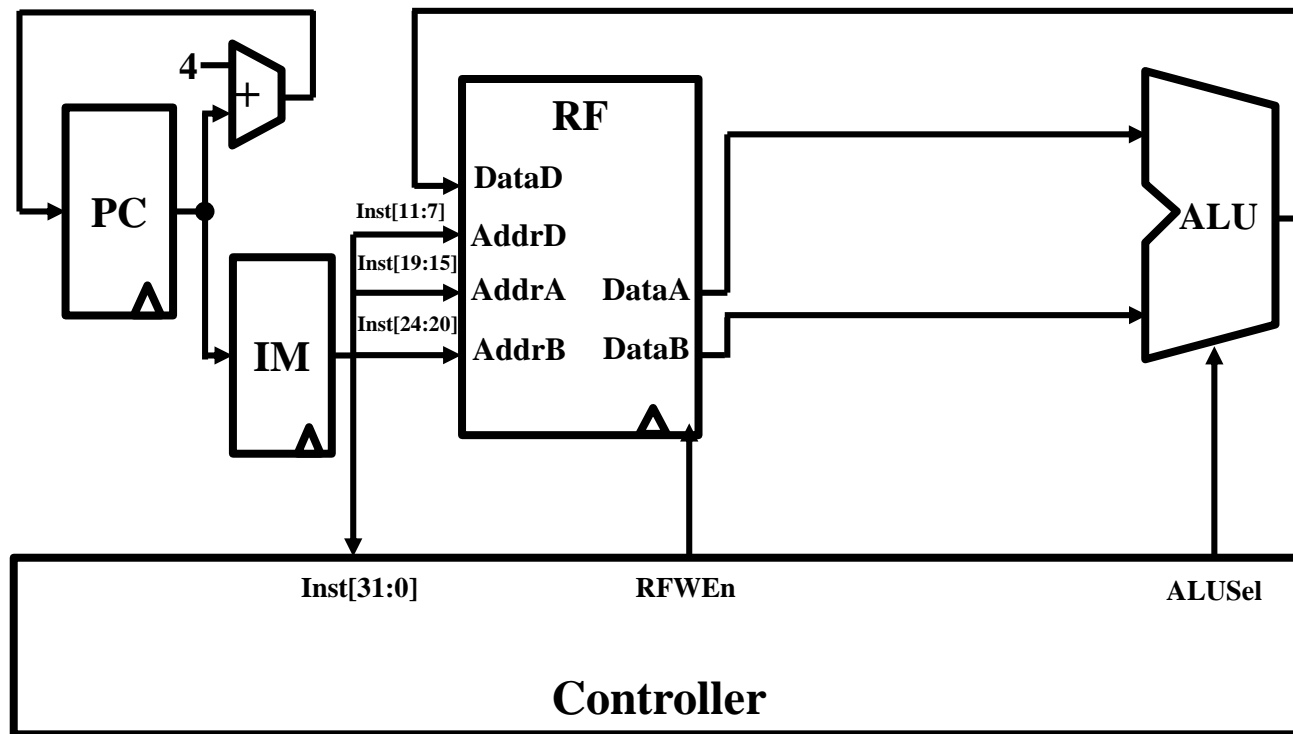 4
+
RF
PC
DataD
Inst[11:7]
AddrD
ALU
Inst[19:15]
AddrA
DataA
Inst[24:20]
AddrB
DataB
IM
Inst[31:0]
RFWEn
ALUSel
Controller